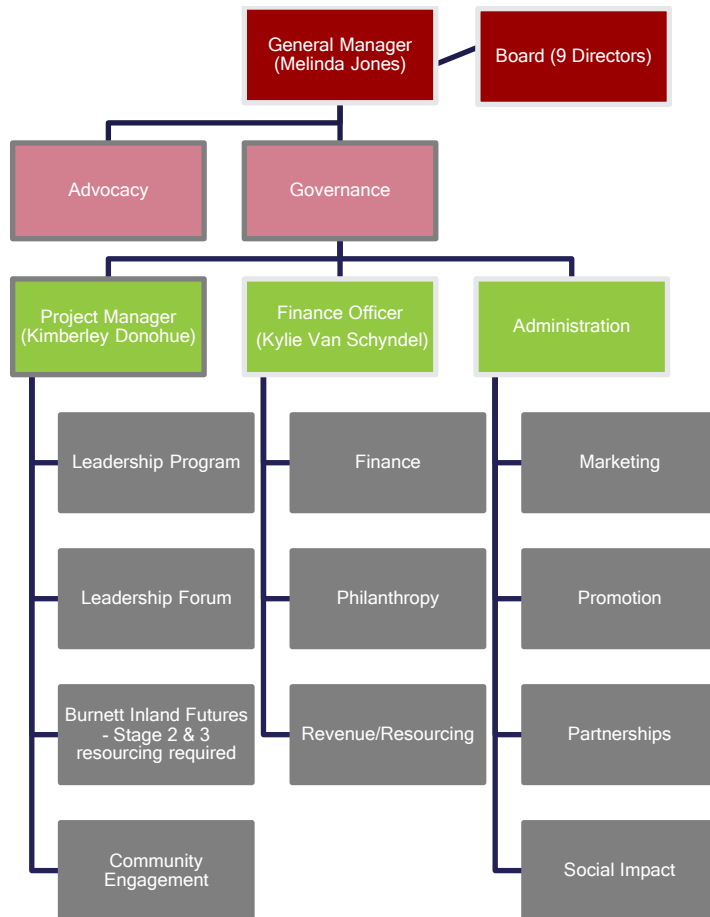 General Manager
(Melinda Jones)
Board (9 Directors)
Advocacy
Governance
Project Manager
(Kimberley Donohue)
Finance Officer
(Kylie Van Schyndel)
Administration
Leadership Program
Finance
Marketing
Leadership Forum
Philanthropy
Promotion
Burnett Inland Futures
- Stage 2 & 3
resourcing required
Revenue/Resourcing
Partnerships
Community
Engagement
Social Impact